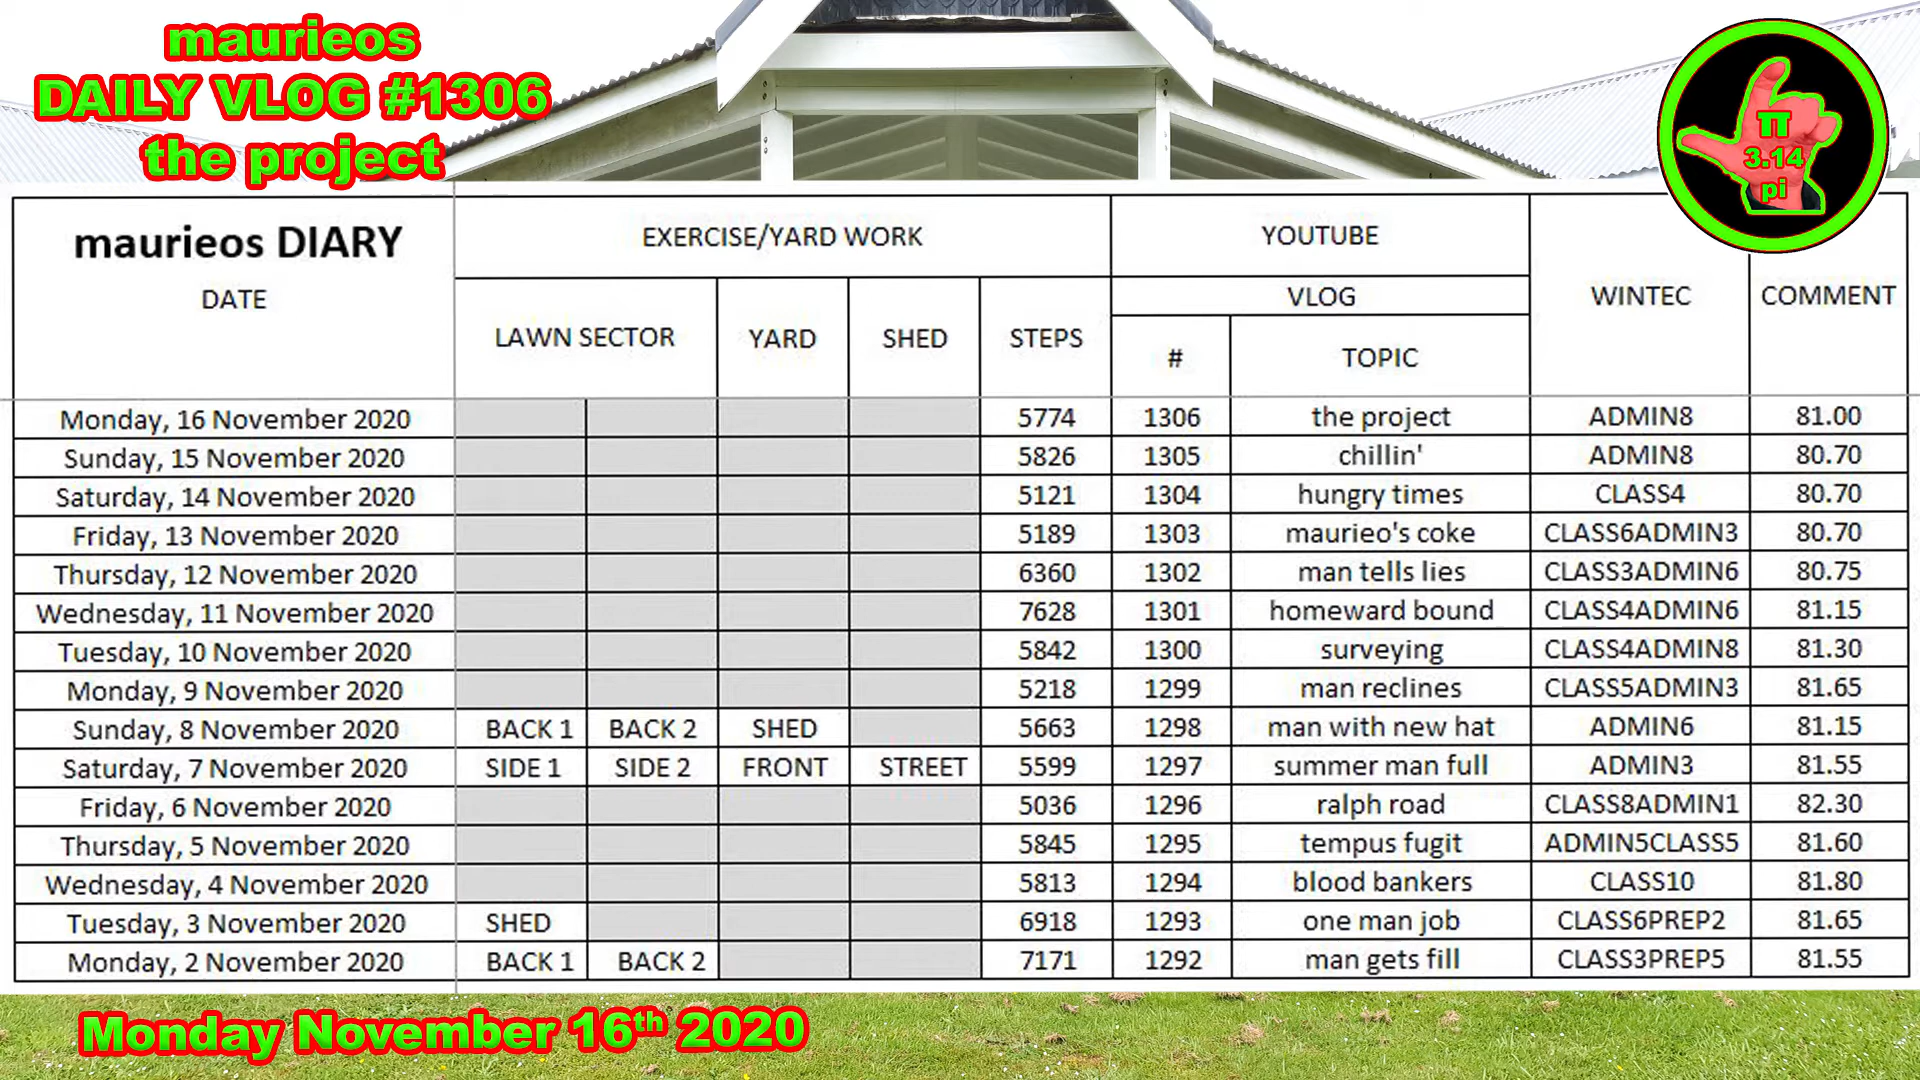 maurieos
DAILY VLOG #1306
the project
π
3.14
pi
maurieos DIARY
DATE
EXERCISE/YARD WORK
YOUTUBE
VLOG
WINTEC
COMMENT
LAWN SECTOR
YARD
SHED
STEPS
#
TOPIC
Monday, 16 November 2020 5774 1306 the project ADMIN8 81.00
Sunday, 15 November 2020 5826 1305 chillin' ADMIN8 80.70
Saturday, 14 November 2020 5121 1304 hungry times CLASS4 80.70
Friday, 13 November 2020 5189 1303 maurieo's coke CLASS6ADMIN3 80.70
Thursday, 12 November 2020 6360 1302 man tells lies CLASS3ADMIN6 80.75
Wednesday, 11 November 2020 7628 1301 homeward bound CLASS4ADMIN6 81.15
Tuesday, 10 November 2020 5842 1300 surveying CLASS4ADMIN8 81.30
Monday, 9 November 2020 5218 1299 man reclines CLASS5ADMIN3 81.65
Sunday, 8 November 2020 BACK 1 BACK 2 SHED 5663 1298 man with new hat ADMIN6 81.15
Saturday, 7 November 2020 SIDE 1 SIDE 2 FRONT STREET 5599 1297 summer man full ADMIN3 81.55
Friday, 6 November 2020 5036 1296 ralph road CLASS8ADMIN1 82.30
Thursday, 5 November 2020 5845 1295 tempus fugit ADMIN5CLASS5 81.60
Wednesday, 4 November 2020 5813 1294 blood bankers CLASS10 81.80
Tuesday, 3 November 2020 SHED 6918 1293 one man job CLASS6PREP2 81.65
Monday, 2 November 2020 BACK 1 BACK 2 7171 1292 man gets fill CLASS3PREP5 81.55
Monday November 16th 2020